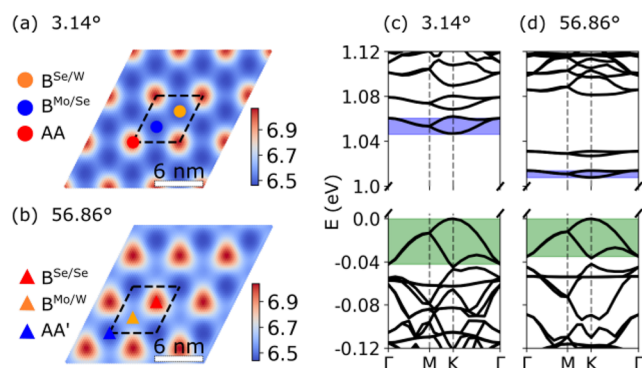 (a) 3.14°
B^Se/W
B^Mo/Se
AA
6 nm
6.9
6.7
6.5
(b) 56.86°
B^Se/Se
B^Mo/W
AA'
6 nm
6.9
6.7
6.5
(c) 3.14°
(d) 56.86°
E (eV)
1.12
1.08
1.04
1.0
0.0
-0.04
-0.08
-0.12
Γ M K Γ
Γ M K Γ